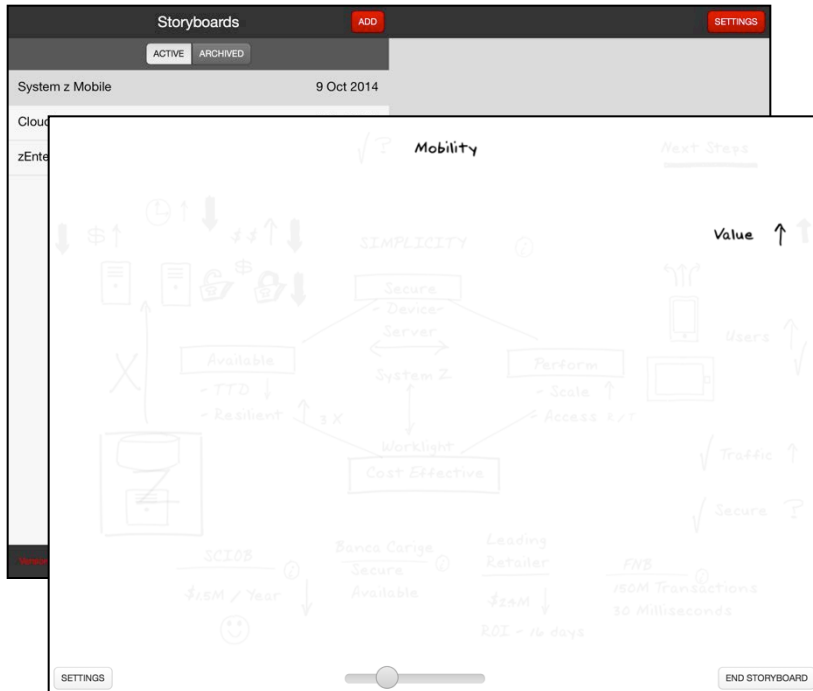 Storyboards ADD SETTINGS
ACTIVE ARCHIVED
System z Mobile 9 Oct 2014
Cloud
zEnte
√ ? Mobility Next Steps
$ ↑ $$ ↑ Value ↑
SIMPLICITY
$
Secure
- Device-
Server Users
Available Perform
- TTD ↓ System Z - Scale ↑
- Resilient ↑ 3 X - Access
X
Worklight √ Traffic ↑
Cost Effective
Z
√ Secure ?
SCIOB Banca Carige Leading
Retailer FNB
Secure
$1.5M / Year Available $24M ↓ 150M Transactions
30 Milliseconds
ROI - 16 days
SETTINGS END STORYBOARD